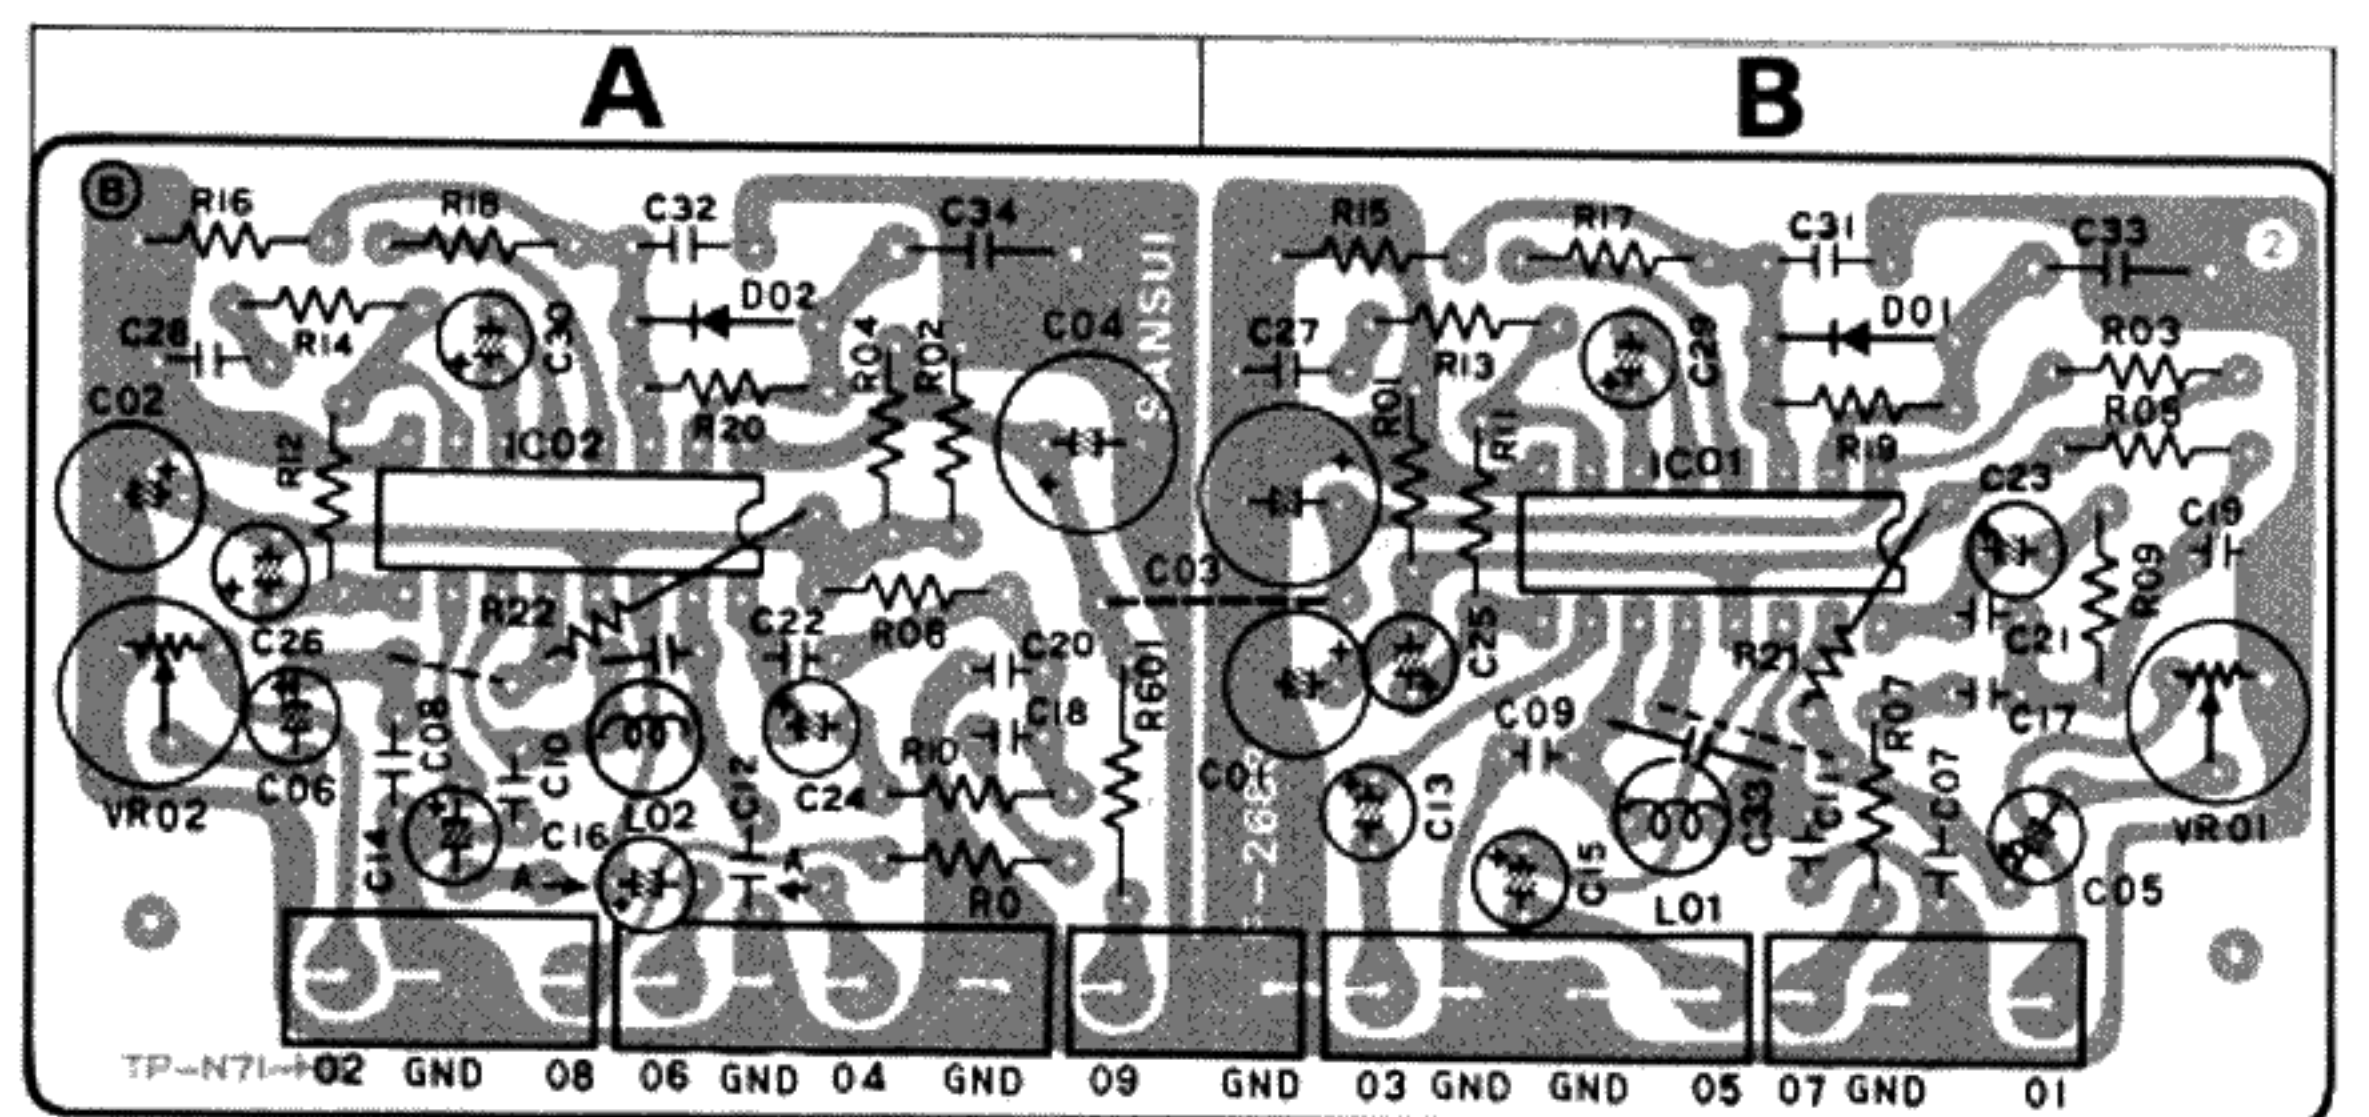 A B
B R16 R18 C32 C34 R15 R17 C31 C33 2
SANSUI
D02 C30 R14 C28 R04 R02 C04
C27 R13 C29 D01 R03
C02 R12 IC02 R20
R01 R11 IC01 R19 R05 C23 C19
C03
R22 C22 R06 C20 R601 C25 R21 C21 R09
C26 C08 C10 C18 R10 C09 R07 C17
VR02 C06 C14 C16 L02 C12 C24 C01 C13 C15 C33 C11 C07 VR01
A A R0 L01 C05
TP-N71 02 GND 08 06 GND 04 GND 09 GND 03 GND GND 05 07 GND 01